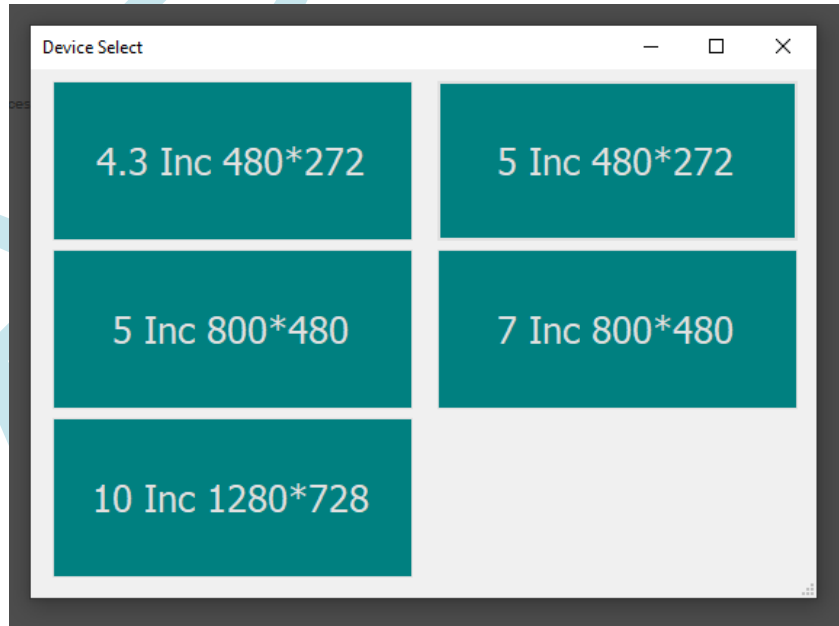 Device Select
ces
4.3 Inc 480*272
5 Inc 480*272
5 Inc 800*480
7 Inc 800*480
10 Inc 1280*728